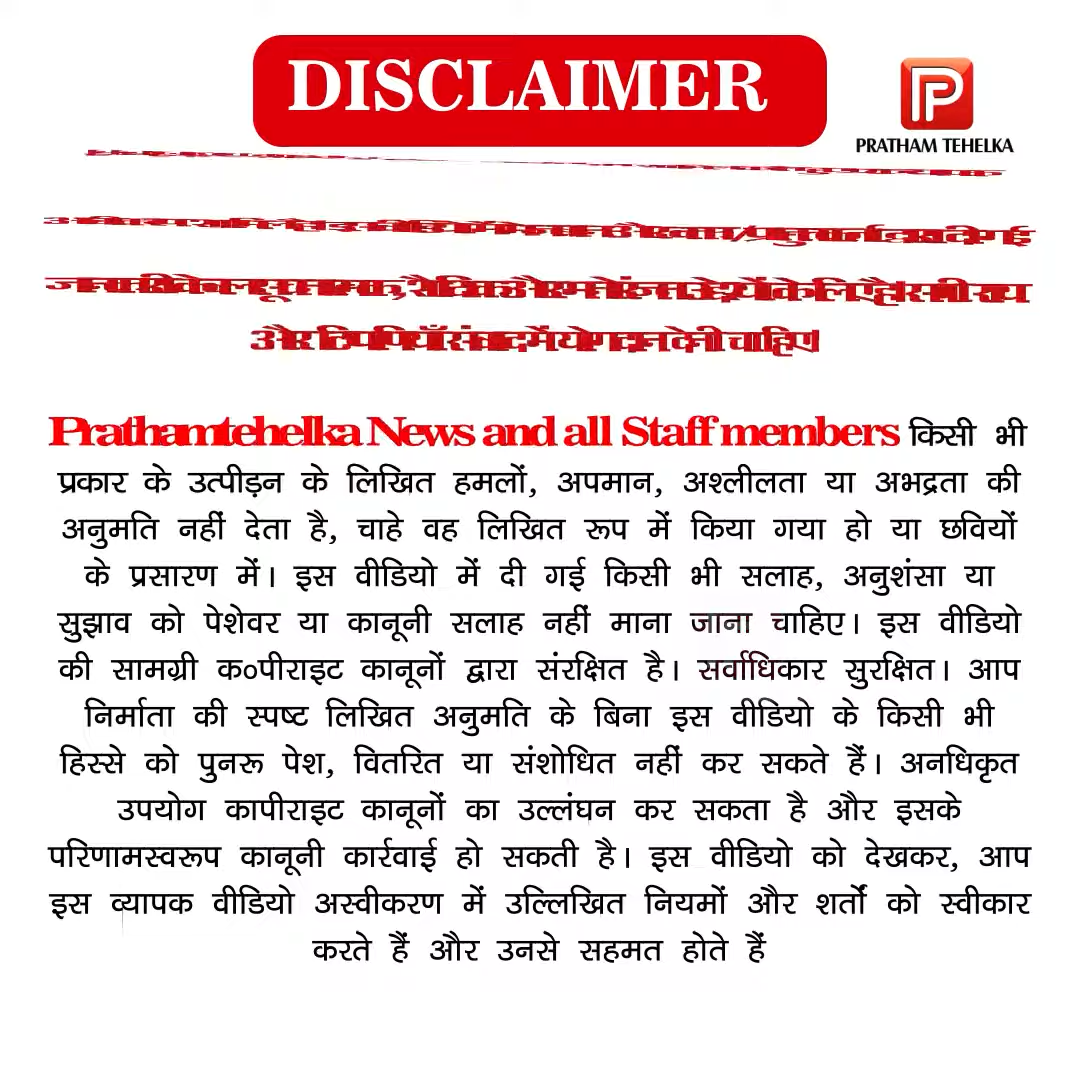 DISCLAIMER
PRATHAM TEHELKA
और टिप्पणियाँ संवाद में योगदान देनी चाहिए।
Prathamtehelka News and all Staff members किसी भी
प्रकार के उत्पीड़न के लिखित हमलों, अपमान, अश्लीलता या अभद्रता की
अनुमति नहीं देता है, चाहे वह लिखित रूप में किया गया हो या छवियों
के प्रसारण में। इस वीडियो में दी गई किसी भी सलाह, अनुशंसा या
सुझाव को पेशेवर या कानूनी सलाह नहीं माना जाना चाहिए। इस वीडियो
की सामग्री क०पीराइट कानूनों द्वारा संरक्षित है। सर्वाधिकार सुरक्षित। आप
निर्माता की स्पष्ट लिखित अनुमति के बिना इस वीडियो के किसी भी
हिस्से को पुनरू पेश, वितरित या संशोधित नहीं कर सकते हैं। अनधिकृत
उपयोग कापीराइट कानूनों का उल्लंघन कर सकता है और इसके
परिणामस्वरूप कानूनी कार्रवाई हो सकती है। इस वीडियो को देखकर, आप
इस व्यापक वीडियो अस्वीकरण में उल्लिखित नियमों और शर्तों को स्वीकार
करते हैं और उनसे सहमत होते हैं